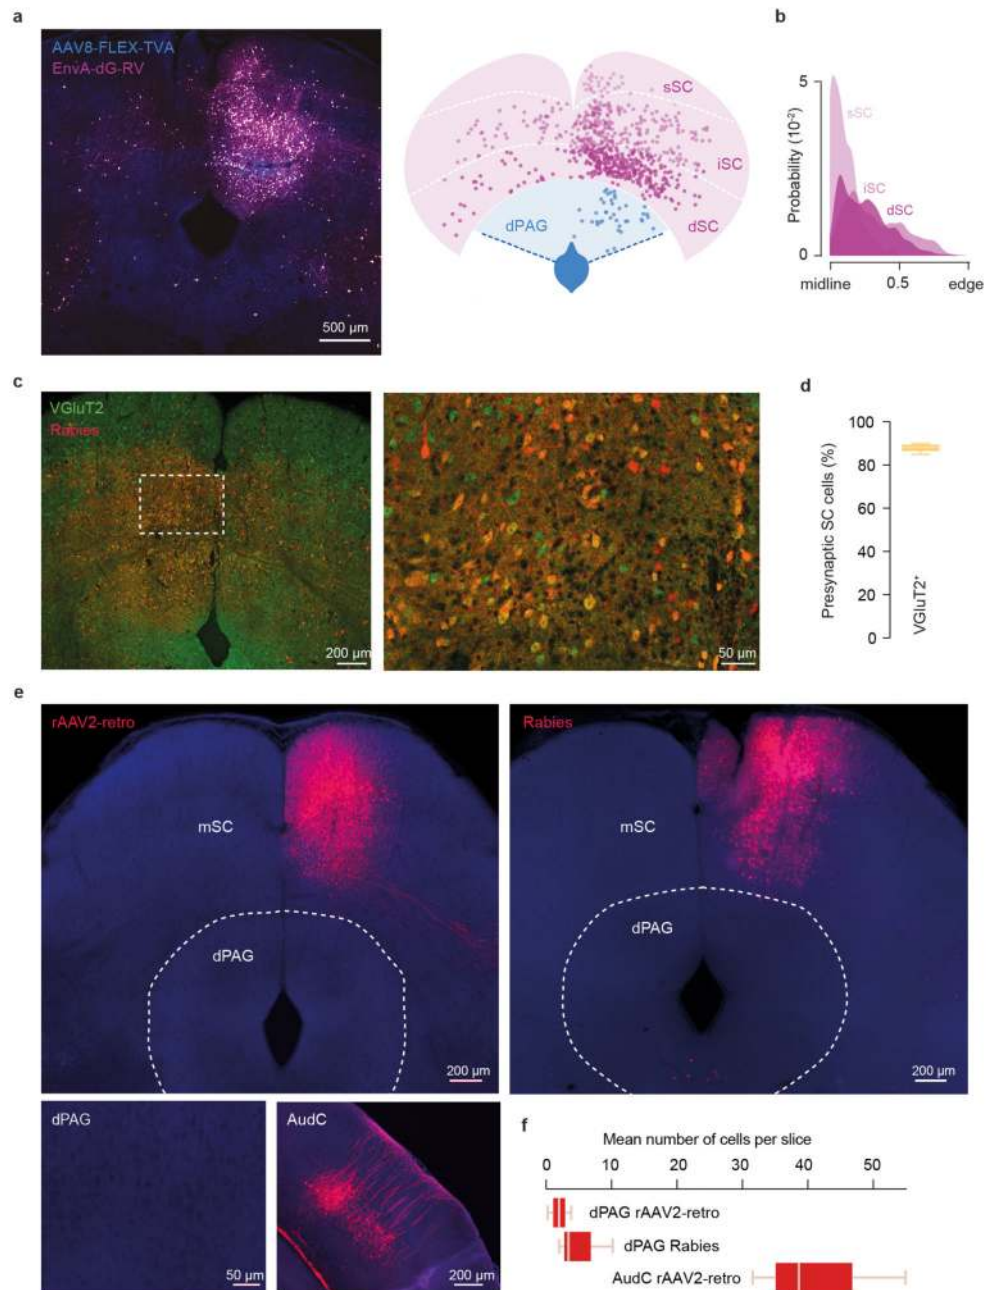 a
AAV8-FLEX-TVA
EnvA-dG-RV
500 µm
sSC
iSC
dSC
dPAG
b
Probability (10⁻²)
5
0
sSC
iSC
dSC
midline
0.5
edge
c
VGluT2
Rabies
200 µm
50 µm
d
Presynaptic SC cells (%)
100
80
60
40
20
0
VGluT2⁺
e
rAAV2-retro
mSC
dPAG
200 µm
Rabies
mSC
dPAG
200 µm
dPAG
50 µm
AudC
200 µm
f
Mean number of cells per slice
0 10 20 30 40 50
dPAG rAAV2-retro
dPAG Rabies
AudC rAAV2-retro